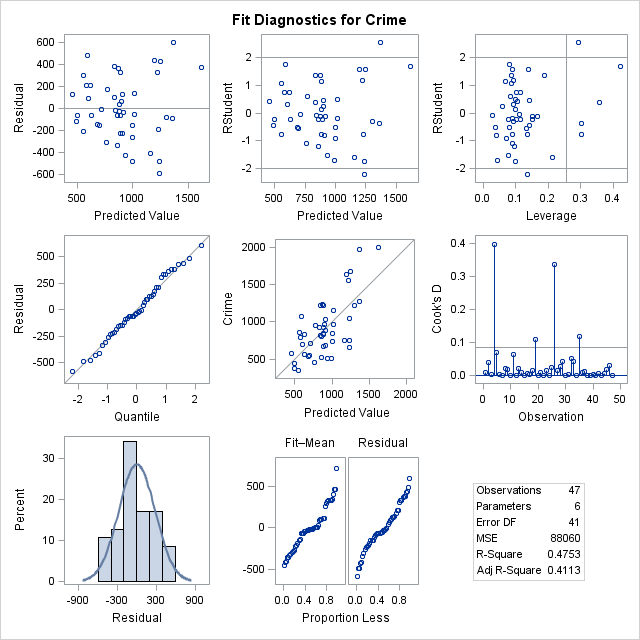 Fit Diagnostics for Crime
Residual
600
400
200
0
-200
-400
-600
500 750 1000 1250 1500
Predicted Value
RStudent
2
1
0
-1
-2
500 750 1000 1250 1500
Predicted Value
RStudent
2
1
0
-1
-2
0.0 0.1 0.2 0.3 0.4
Leverage
Residual
500
250
0
-250
-500
-2 -1 0 1 2
Quantile
Crime
2000
1500
1000
500
500 1000 1500 2000
Predicted Value
Cook's D
0.4
0.3
0.2
0.1
0.0
0 10 20 30 40 50
Observation
Percent
30
20
10
0
-900 -300 300 900
Residual
Fit–Mean Residual
500
0
-500
0.0 0.4 0.8 0.0 0.4 0.8
Proportion Less
Observations 47
Parameters 6
Error DF 41
MSE 88060
R-Square 0.4753
Adj R-Square 0.4113